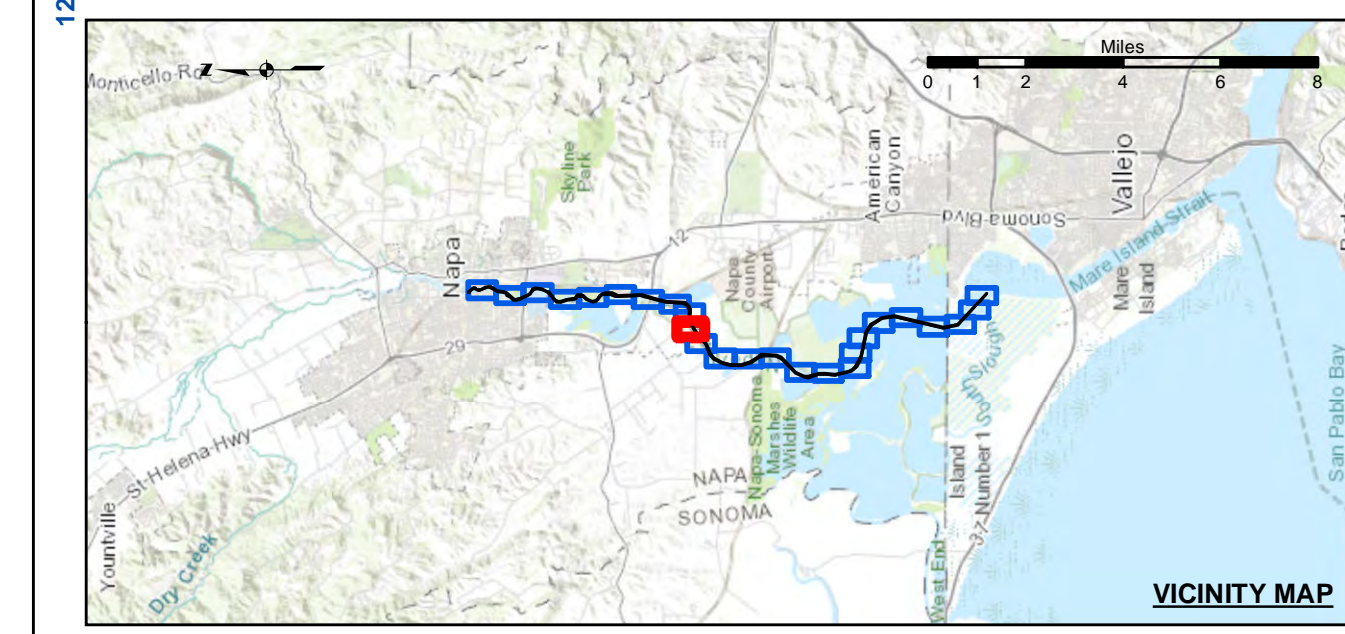 12
Monticello-Rd
Z
Miles
0 1 2 4 6 8
Skyline
Park
American
Canyon
Vallejo
Sonoma-Blvd
Napa
12
Napa
County
Airport
Mare Island Strait
Mare
Island
29
South Slough
St-Helena-Hwy
Napa-Sonoma
Marshes
Wildlife
Area
NAPA
SONOMA
Island
Number 1
37
San Pablo Bay
Yountville
Dry Creek
West End
VICINITY MAP